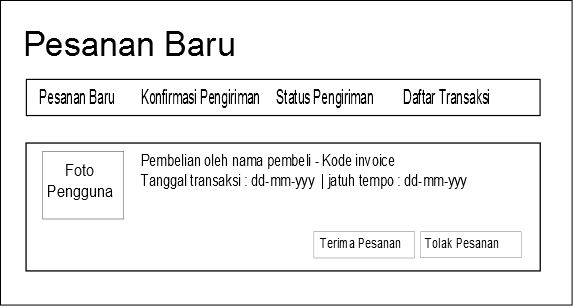 Pesanan Baru
Pesanan Baru Konfirmasi Pengiriman Status Pengiriman Daftar Transaksi
Foto
Pengguna
Pembelian oleh nama pembeli - Kode invoice
Tanggal transaksi : dd-mm-yyy | jatuh tempo : dd-mm-yyy
Terima Pesanan Tolak Pesanan